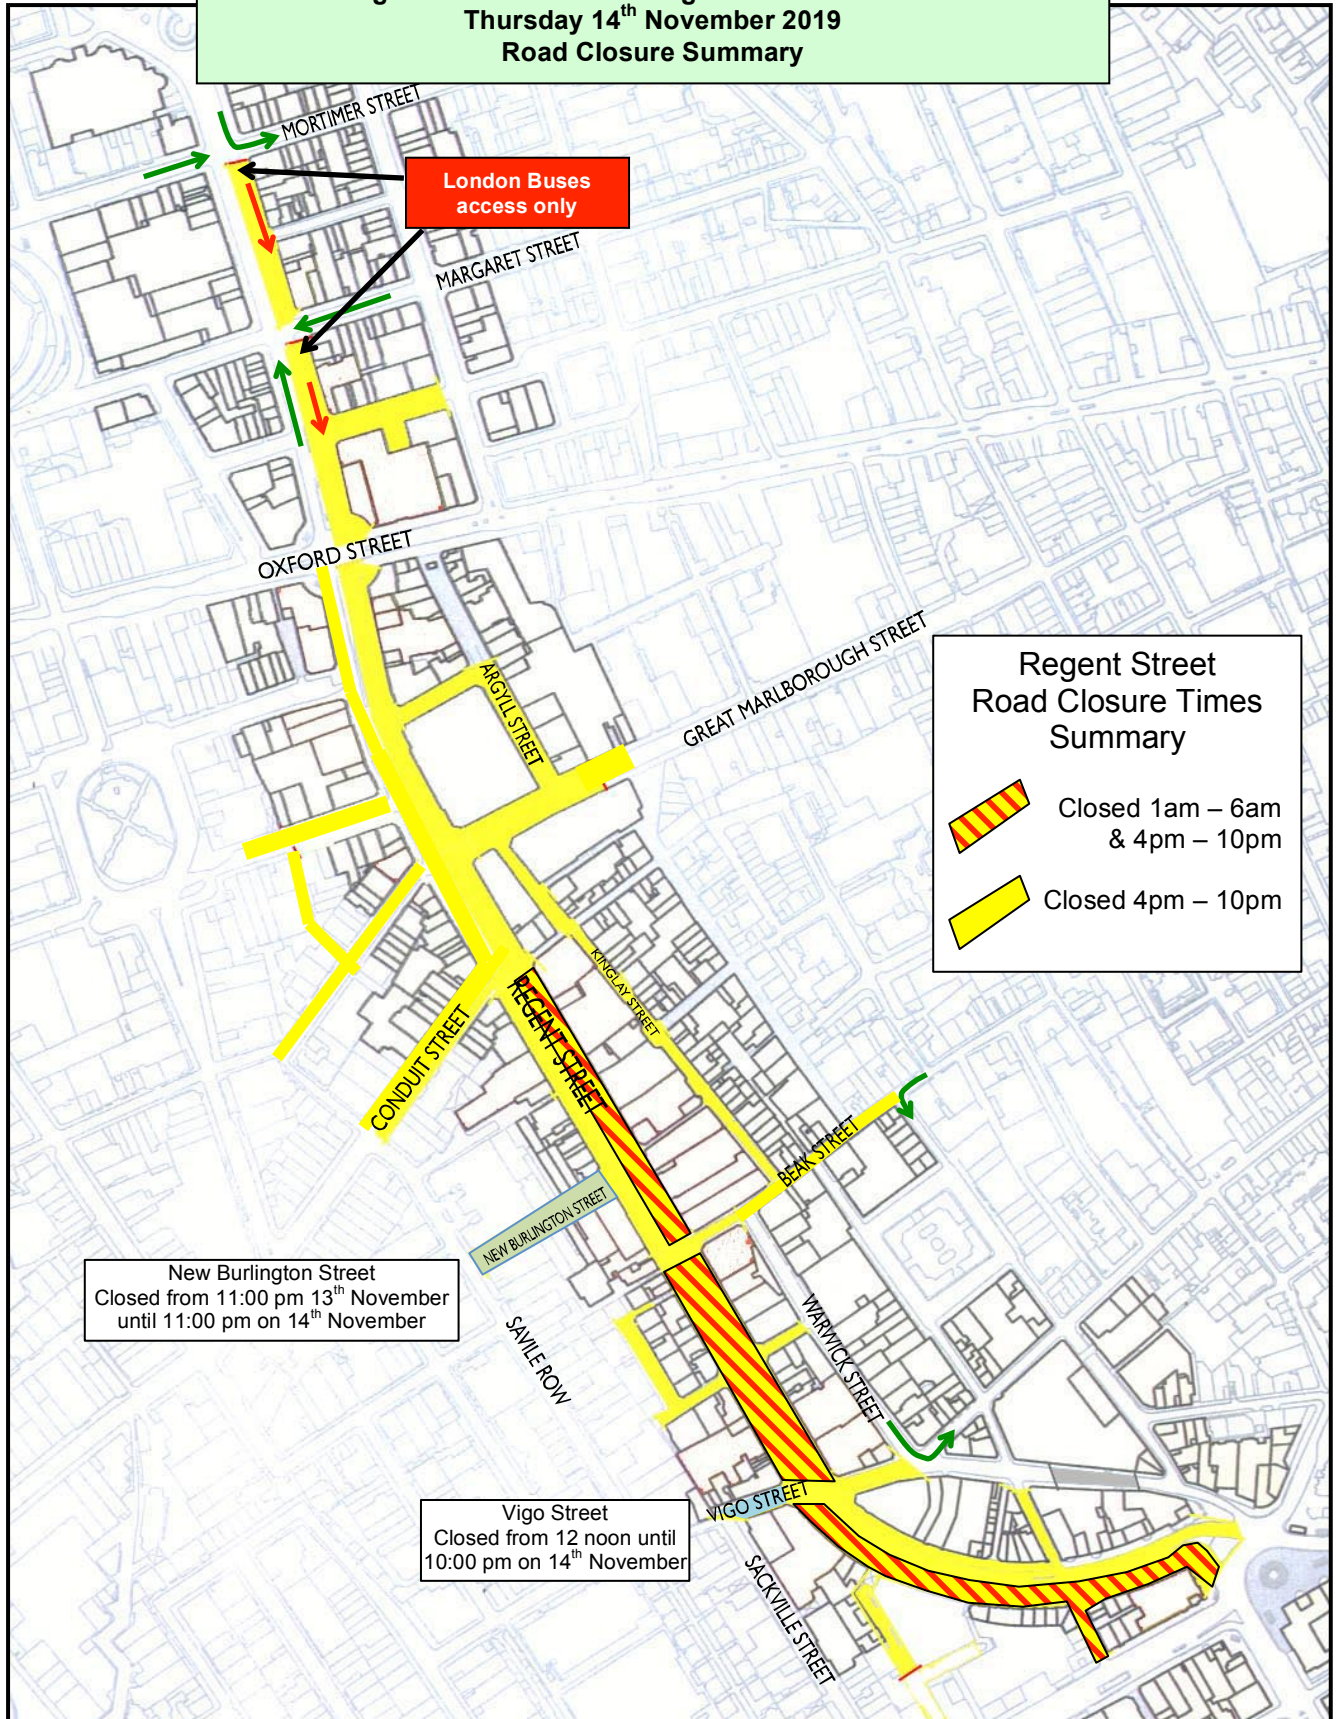 Thursday 14th November 2019
Road Closure Summary
MORTIMER STREET
London Buses
access only
MARGARET STREET
OXFORD STREET
ARGYLL STREET
GREAT MARLBOROUGH STREET
Regent Street
Road Closure Times
Summary
Closed 1am – 6am
& 4pm – 10pm
Closed 4pm – 10pm
KINGLAY STREET
REGENT STREET
CONDUIT STREET
BEAK STREET
NEW BURLINGTON STREET
New Burlington Street
Closed from 11:00 pm 13th November
until 11:00 pm on 14th November
SAVILE ROW
WARWICK STREET
VIGO STREET
Vigo Street
Closed from 12 noon until
10:00 pm on 14th November
SACKVILLE STREET